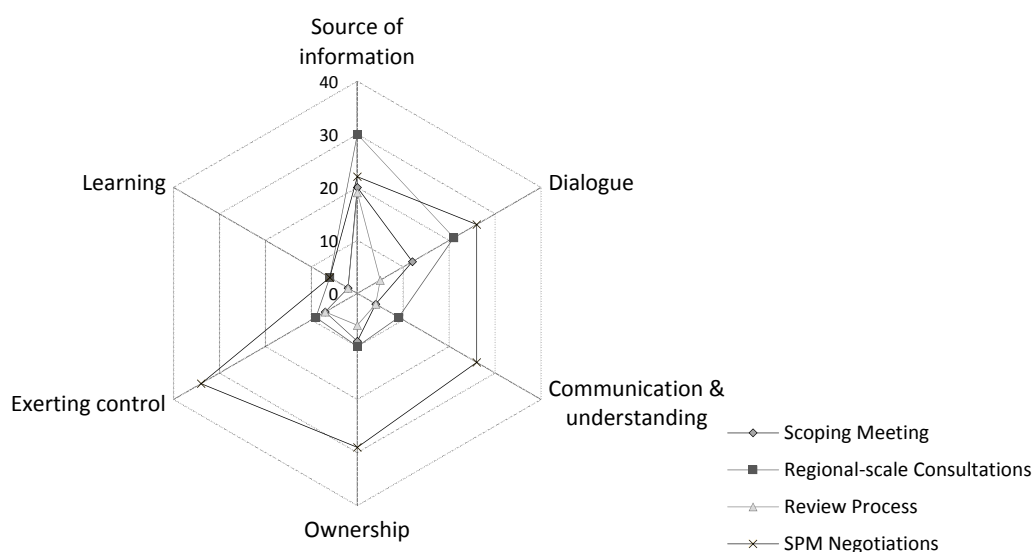 Source of
information
40
30
20
10
0
Learning
Dialogue
Exerting control
Communication &
understanding
Ownership
Scoping Meeting
Regional-scale Consultations
Review Process
SPM Negotiations